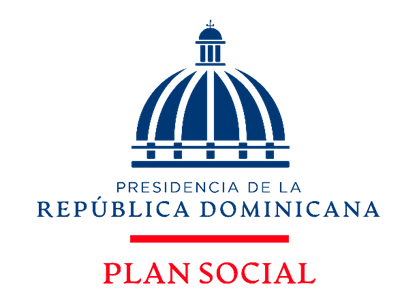 PRESIDENCIA DE LA
REPÚBLICA DOMINICANA
PLAN SOCIAL